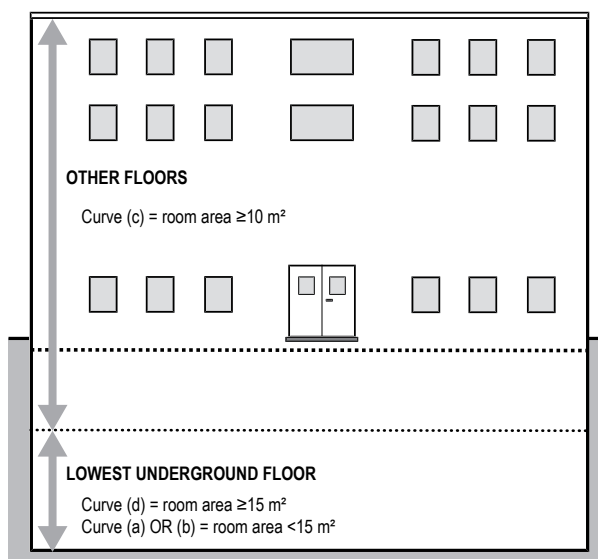 OTHER FLOORS
Curve (c) = room area ≥10 m²
LOWEST UNDERGROUND FLOOR
Curve (d) = room area ≥15 m²
Curve (a) OR (b) = room area <15 m²